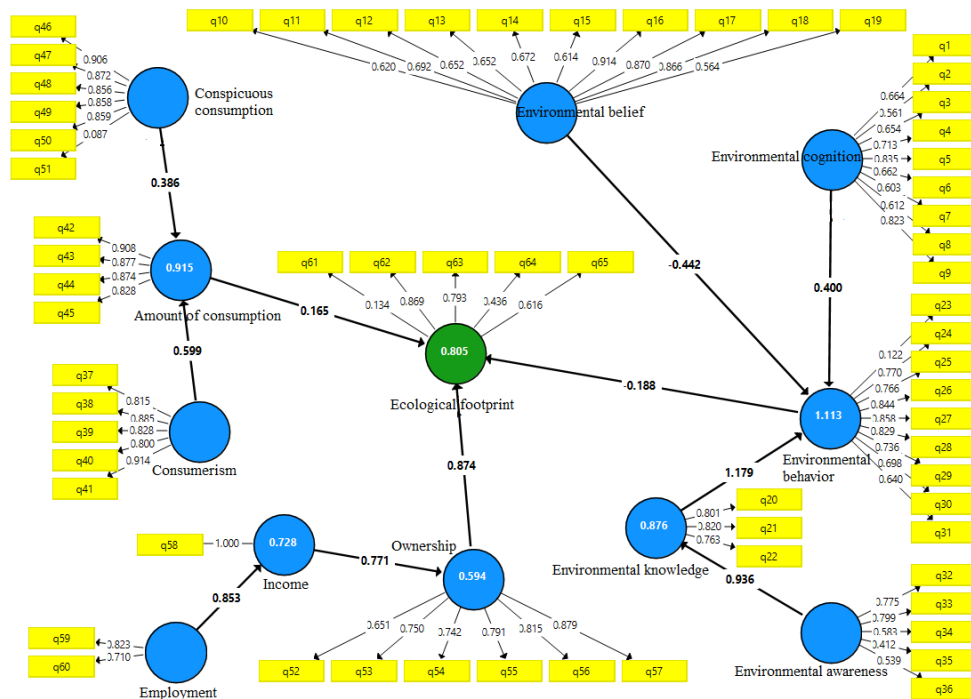 q46
q47
q48
q49
q50
q51
0.906
0.872
0.856
0.858
0.859
0.087
Conspicuous
consumption
0.386
q10
q11
q12
q13
q14
q15
q16
q17
q18
q19
0.620
0.692
0.652
0.652
0.672
0.614
0.914
0.870
0.866
0.564
Environmental belief
-0.442
q1
q2
q3
q4
q5
q6
q7
q8
q9
0.664
0.561
0.654
0.713
0.835
0.662
0.603
0.612
0.823
Environmental cognition
0.400
q42
q43
q44
q45
0.908
0.877
0.874
0.828
0.915
Amount of consumption
0.165
0.599
q61
q62
q63
q64
q65
0.134
0.869
0.793
0.436
0.616
0.805
Ecological footprint
-0.188
0.874
q23
q24
q25
q26
q27
q28
q29
q30
q31
0.122
0.770
0.766
0.844
0.858
0.829
0.736
0.698
0.640
1.113
Environmental
behavior
1.179
q37
q38
q39
q40
q41
0.815
0.885
0.828
0.800
0.914
Consumerism
q20
q21
q22
0.801
0.820
0.763
0.876
Environmental knowledge
0.936
q58
1.000
0.728
Income
0.771
0.853
Ownership
0.594
0.651
0.750
0.742
0.791
0.815
0.879
q52
q53
q54
q55
q56
q57
q59
q60
0.823
0.710
Employment
q32
q33
q34
q35
q36
0.775
0.799
0.583
0.412
0.539
Environmental awareness